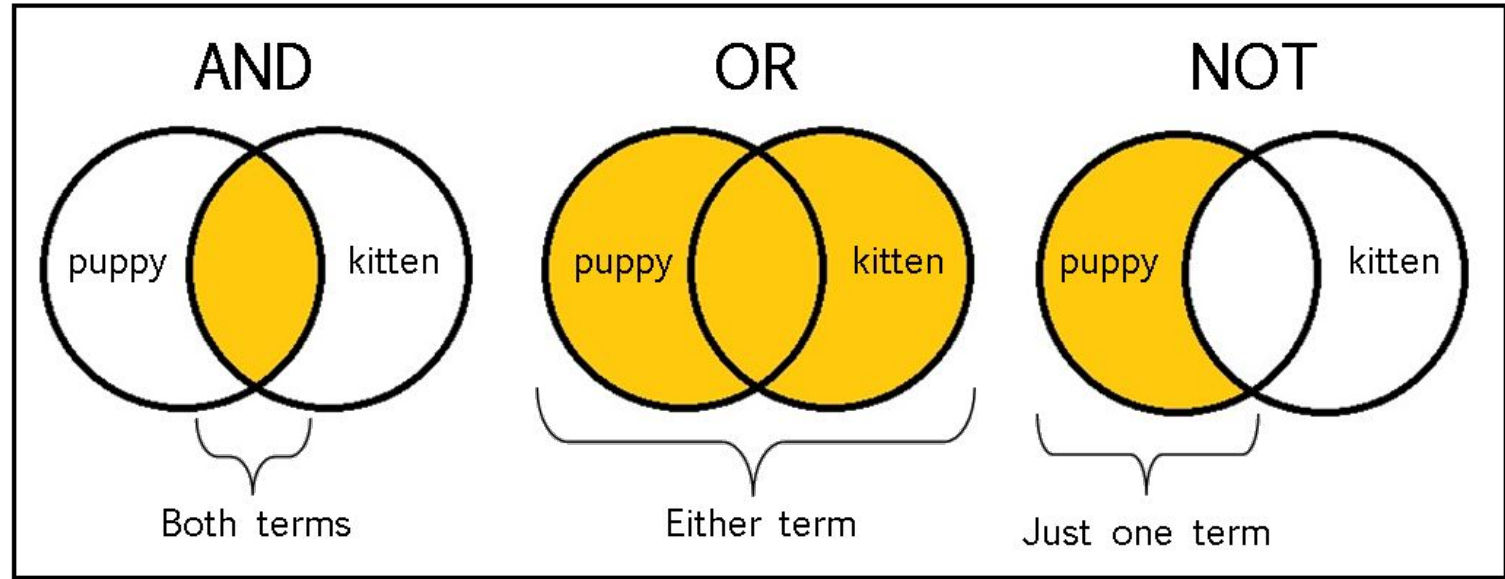 AND
OR
NOT
puppy
kitten
puppy
kitten
puppy
kitten
Both terms
Either term
Just one term